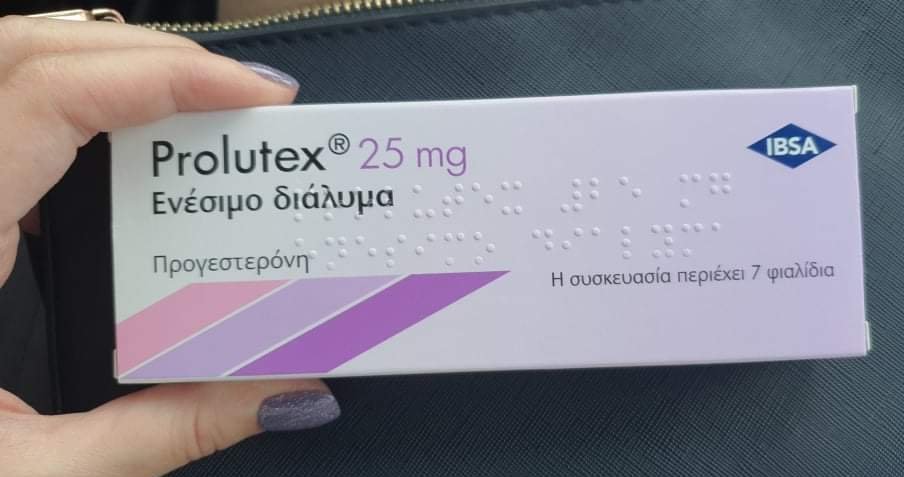 Prolutex® 25 mg
IBSA
Ενέσιμο διάλυμα
Προγεστερόνη
Η συσκευασία περιέχει 7 φιαλίδια